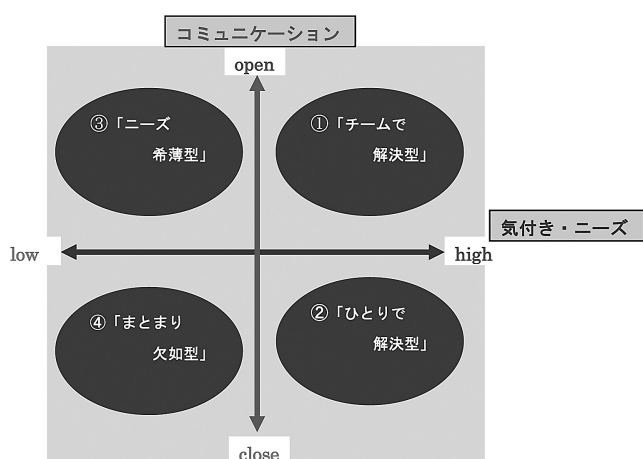 コミュニケーション
open
③「ニーズ
希薄型」
①「チームで
解決型」
気付き・ニーズ
low
high
④「まとまり
欠如型」
②「ひとりで
解決型」
close